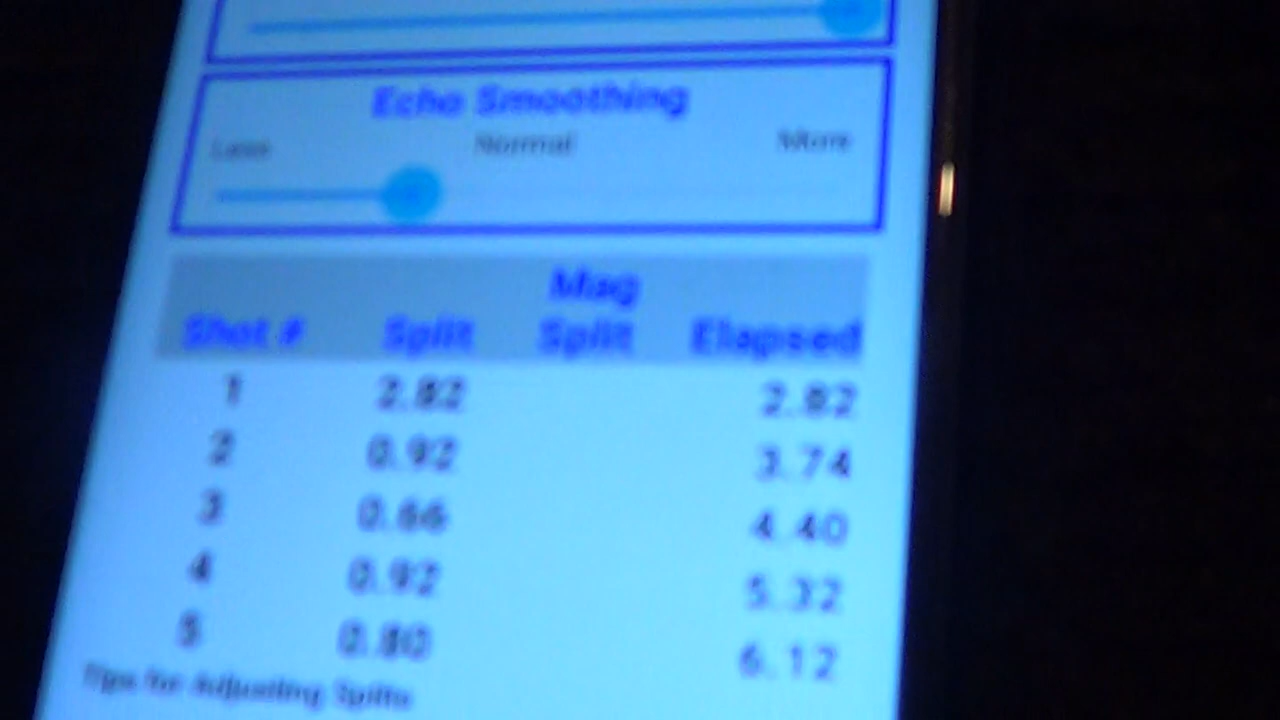 Echo Smoothing
Less Normal More
Mag
Shot # Split Split Elapsed
1 2.82 2.82
2 0.92 3.74
3 0.66 4.40
4 0.92 5.32
5 0.80 6.12
Tips for Adjusting Splits